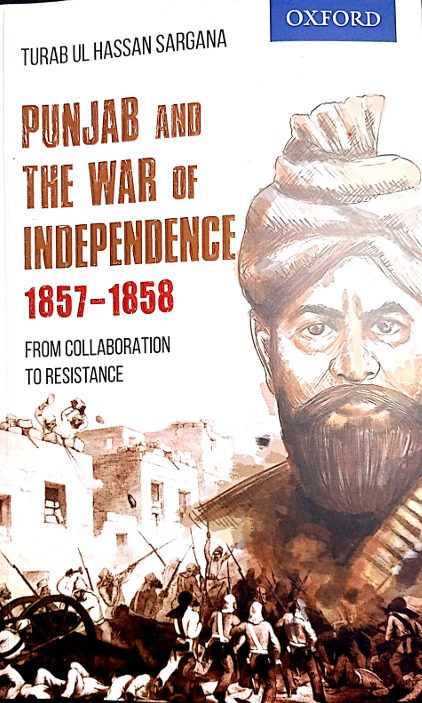 OXFORD
TURAB UL HASSAN SARGANA
PUNJAB AND
THE WAR OF
INDEPENDENCE
1857–1858
FROM COLLABORATION
TO RESISTANCE